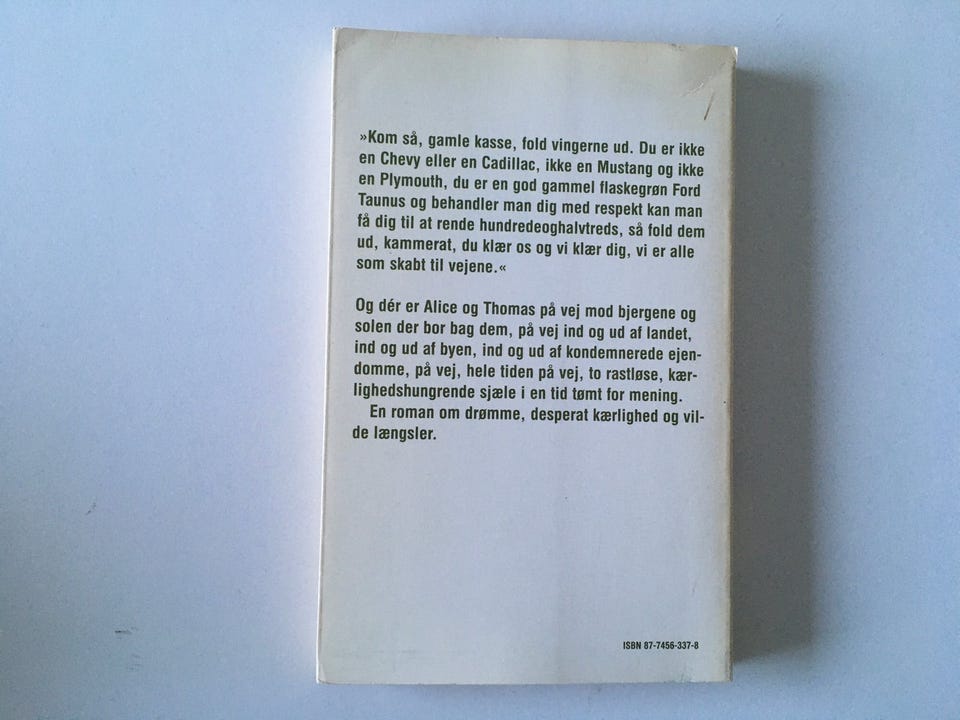 »Kom så, gamle kasse, fold vingerne ud. Du er ikke
en Chevy eller en Cadillac, ikke en Mustang og ikke
en Plymouth, du er en god gammel flaskegrøn Ford
Taunus og behandler man dig med respekt kan man
få dig til at rende hundredeoghalvtreds, så fold dem
ud, kammerat, du klær os og vi klær dig, vi er alle
som skabt til vejene.«
Og dér er Alice og Thomas på vej mod bjergene og
solen der bor bag dem, på vej ind og ud af landet,
ind og ud af byen, ind og ud af kondemnerede ejen-
domme, på vej, hele tiden på vej, to rastløse, kær-
lighedshungrende sjæle i en tid tømt for mening.
En roman om drømme, desperat kærlighed og vil-
de længsler.
ISBN 87-7456-337-8